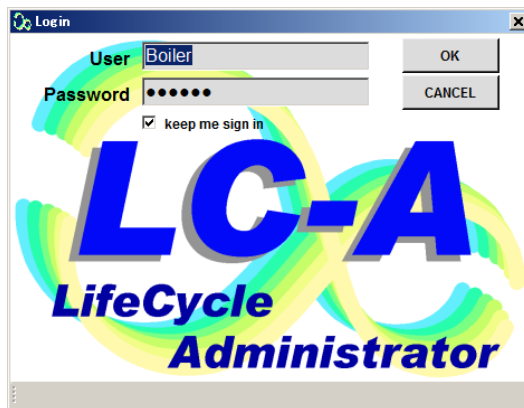 Login
User Boiler OK
Password ●●●●●● CANCEL
keep me sign in
LC-A
LifeCycle
Administrator